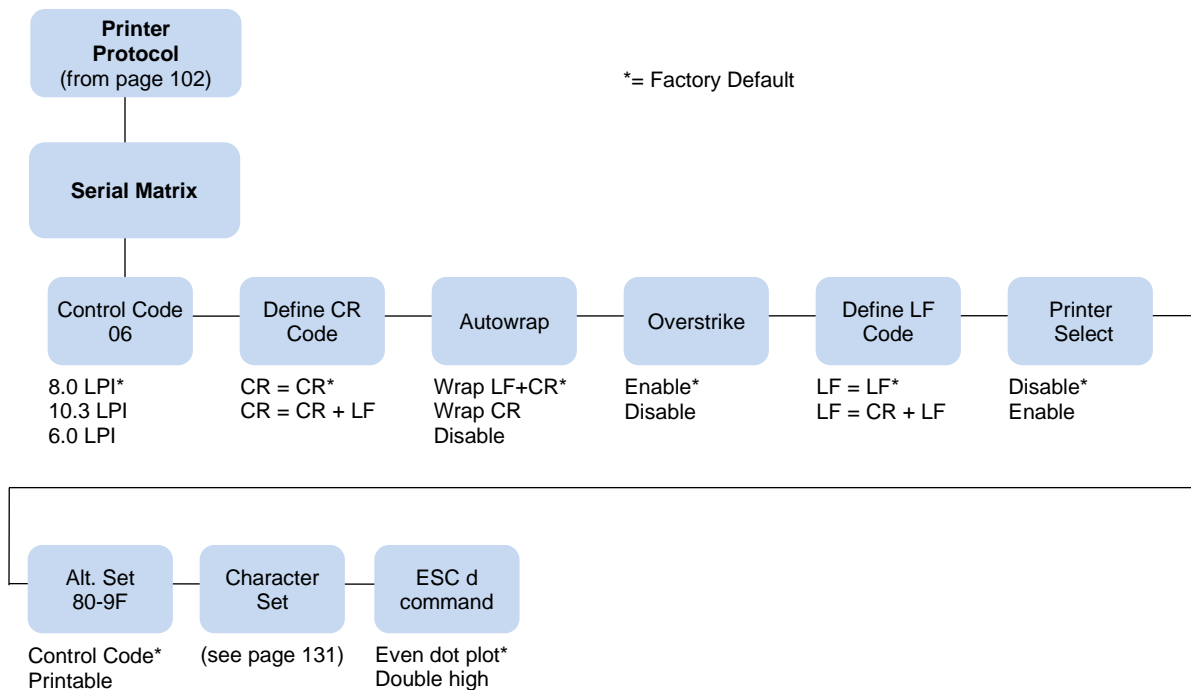 Printer
Protocol
(from page 102)
*= Factory Default
Serial Matrix
Control Code
06
8.0 LPI*
10.3 LPI
6.0 LPI
Define CR
Code
CR = CR*
CR = CR + LF
Autowrap
Wrap LF+CR*
Wrap CR
Disable
Overstrike
Enable*
Disable
Define LF
Code
LF = LF*
LF = CR + LF
Printer
Select
Disable*
Enable
Alt. Set
80-9F
Control Code*
Printable
Character
Set
(see page 131)
ESC d
command
Even dot plot*
Double high